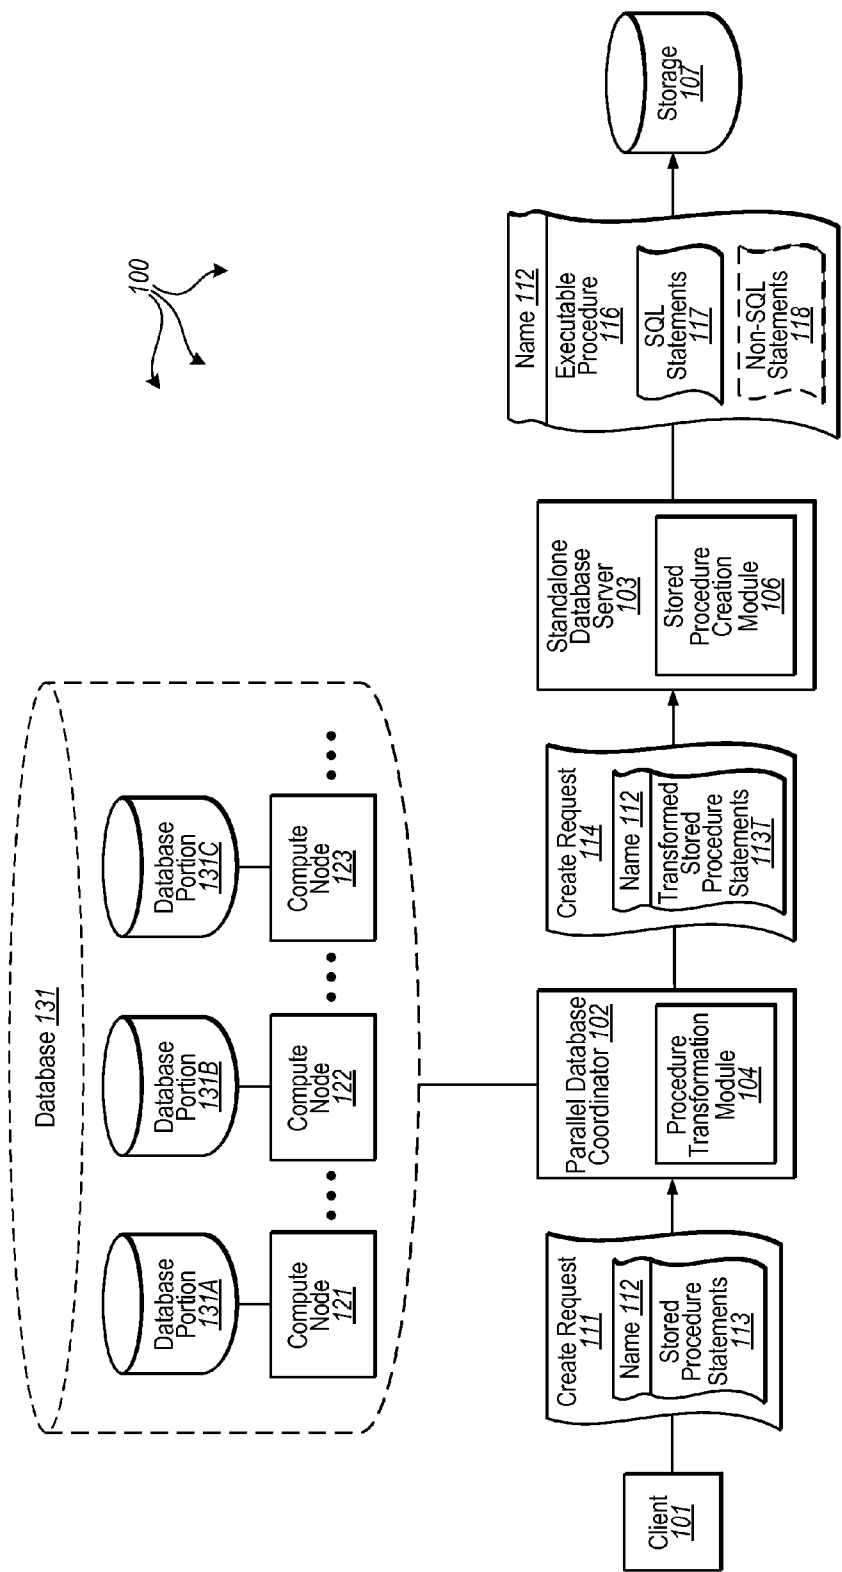 100
Database 131
Database
Portion
131A
Database
Portion
131B
Database
Portion
131C
Compute
Node
121
Compute
Node
122
Compute
Node
123
Client
101
Create Request
111
Name 112
Stored
Procedure
Statements
113
Parallel Database
Coordinator 102
Procedure
Transformation
Module
104
Create Request
114
Name 112
Transformed
Stored
Procedure
Statements
113T
Standalone
Database
Server
103
Stored
Procedure
Creation
Module
106
Name 112
Executable
Procedure
116
SQL
Statements
117
Non-SQL
Statements
118
Storage
107